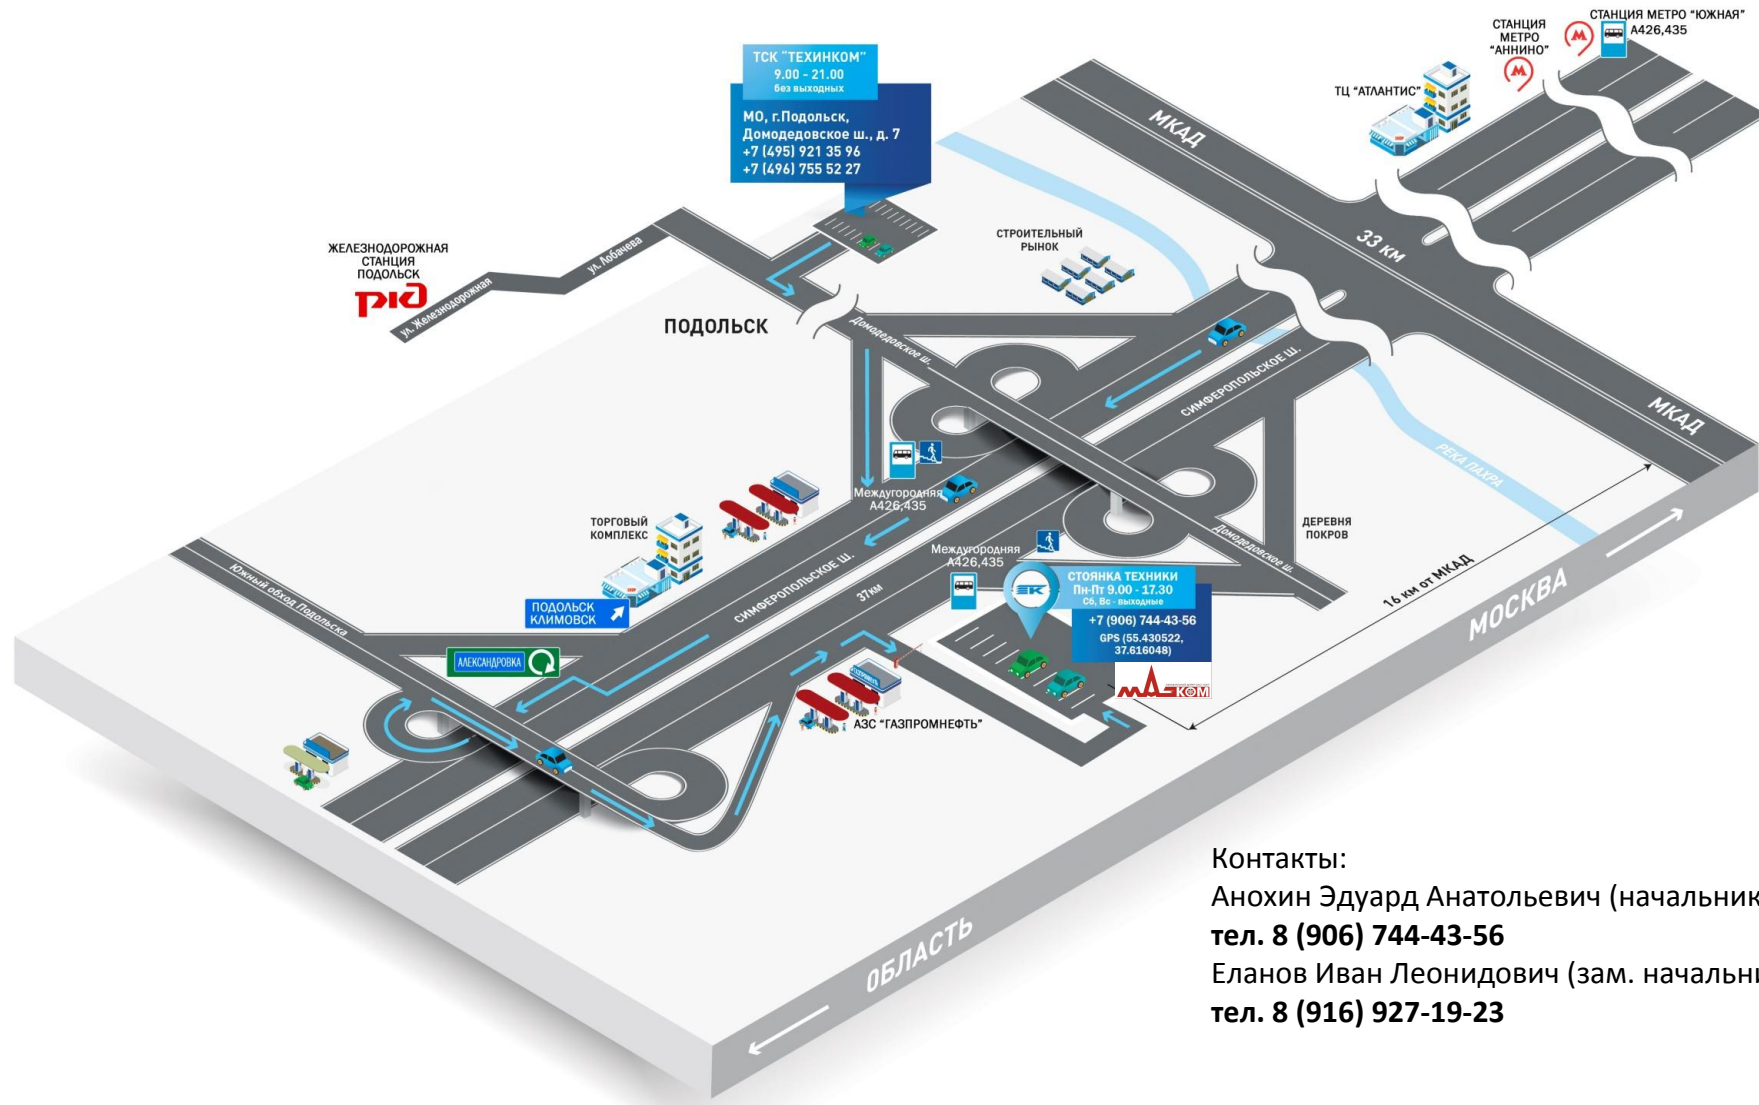 СТАНЦИЯ МЕТРО "ЮЖНАЯ"
А426,435
СТАНЦИЯ
МЕТРО
"АННИНО"
ТЦ "АТЛАНТИС"
ТСК "ТЕХИНКОМ"
9.00 - 21.00
без выходных
МО, г.Подольск,
Домодедовское ш., д. 7
+7 (495) 921 35 96
+7 (496) 755 52 27
МКАД
33 КМ
МКАД
ЖЕЛЕЗНОДОРОЖНАЯ
СТАНЦИЯ
ПОДОЛЬСК
ржд
ул. Железнодорожная
ул. Лобачева
СТРОИТЕЛЬНЫЙ
РЫНОК
ПОДОЛЬСК
Домодедовское ш.
СИМФЕРОПОЛЬСКОЕ Ш.
РЕКА ПАХРА
Междугородняя
А426,435
ТОРГОВЫЙ
КОМПЛЕКС
ДЕРЕВНЯ
ПОКРОВ
Домодедовское ш.
Междугородняя
А426,435
СИМФЕРОПОЛЬСКОЕ Ш.
37КМ
СТОЯНКА ТЕХНИКИ
Пн-Пт 9.00 - 17.30
Сб, Вс - выходные
+7 (906) 744-43-56
GPS (55.430522,
37.616048)
МАЗКОМ
16 КМ ОТ МКАД
МОСКВА
Южный обход Подольска
ПОДОЛЬСК
КЛИМОВСК
АЛЕКСАНДРОВКА
ГАЗПРОМНЕФТЬ
АЗС "ГАЗПРОМНЕФТЬ"
ОБЛАСТЬ
Контакты:
Анохин Эдуард Анатольевич (начальник
тел. 8 (906) 744-43-56
Еланов Иван Леонидович (зам. начальни
тел. 8 (916) 927-19-23